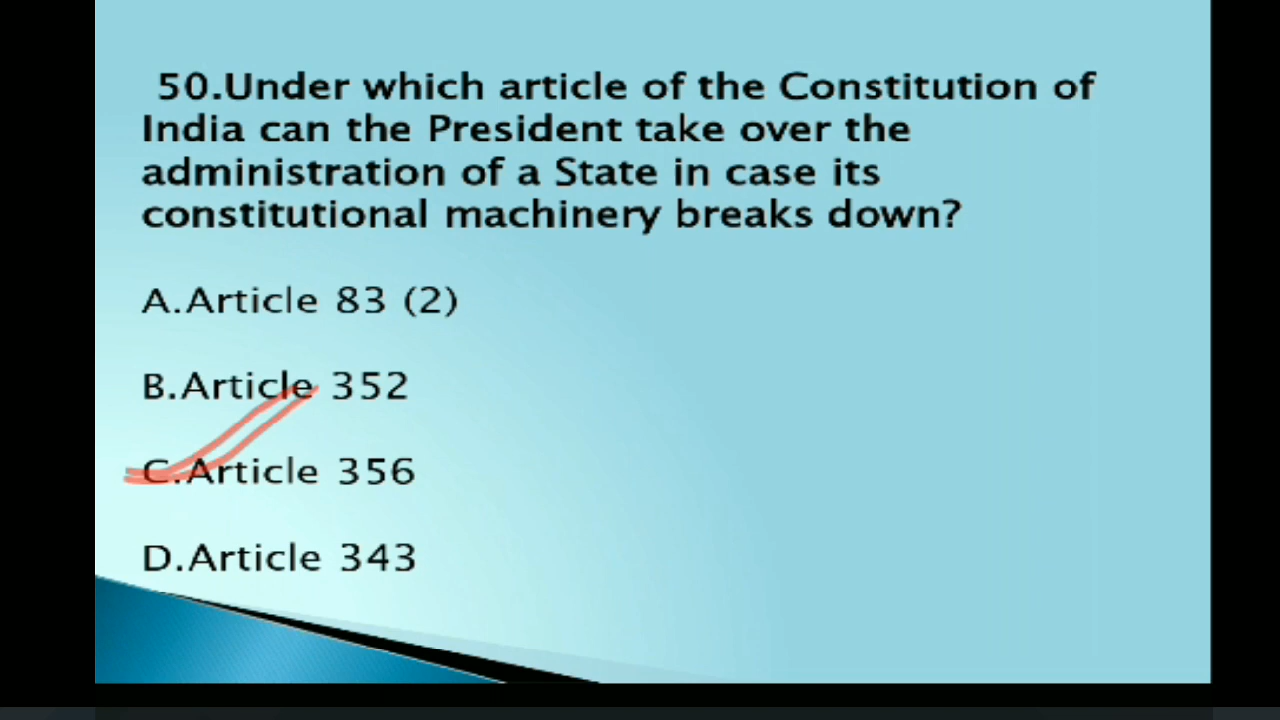 50.Under which article of the Constitution of
India can the President take over the
administration of a State in case its
constitutional machinery breaks down?
A.Article 83 (2)
B.Article 352
C.Article 356
D.Article 343